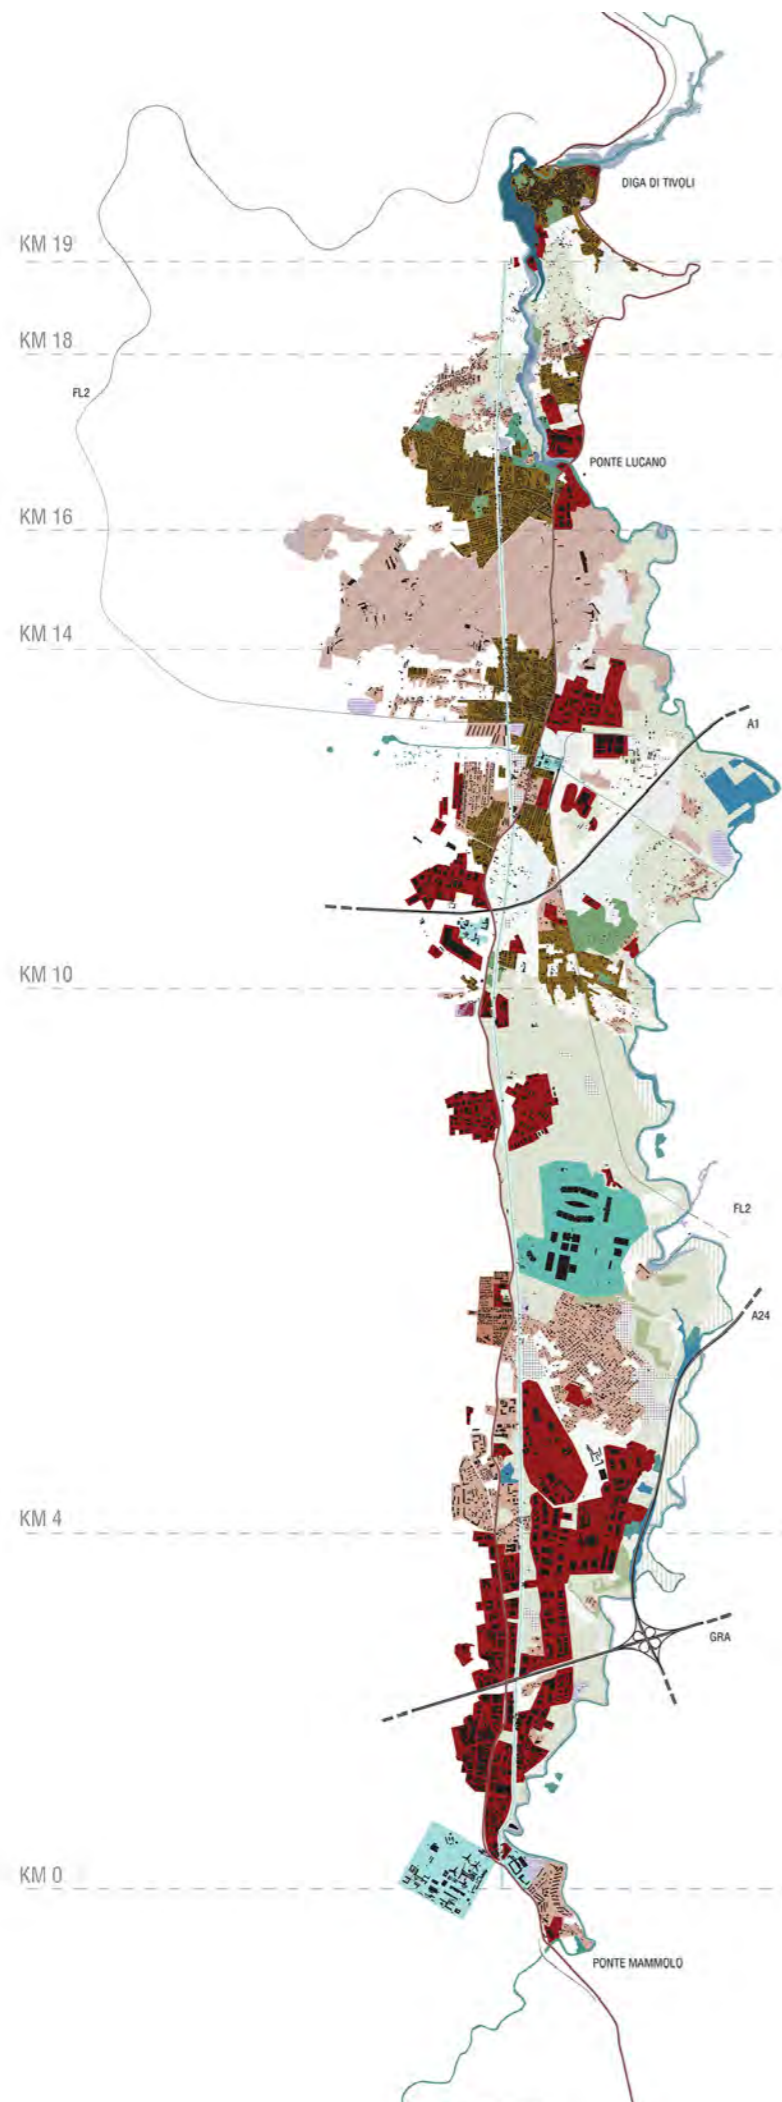 DIGA DI TIVOLI
KM 19
KM 18
FL2
PONTE LUCANO
KM 16
KM 14
A1
KM 10
FL2
A24
KM 4
GRA
KM 0
PONTE MAMMOLO